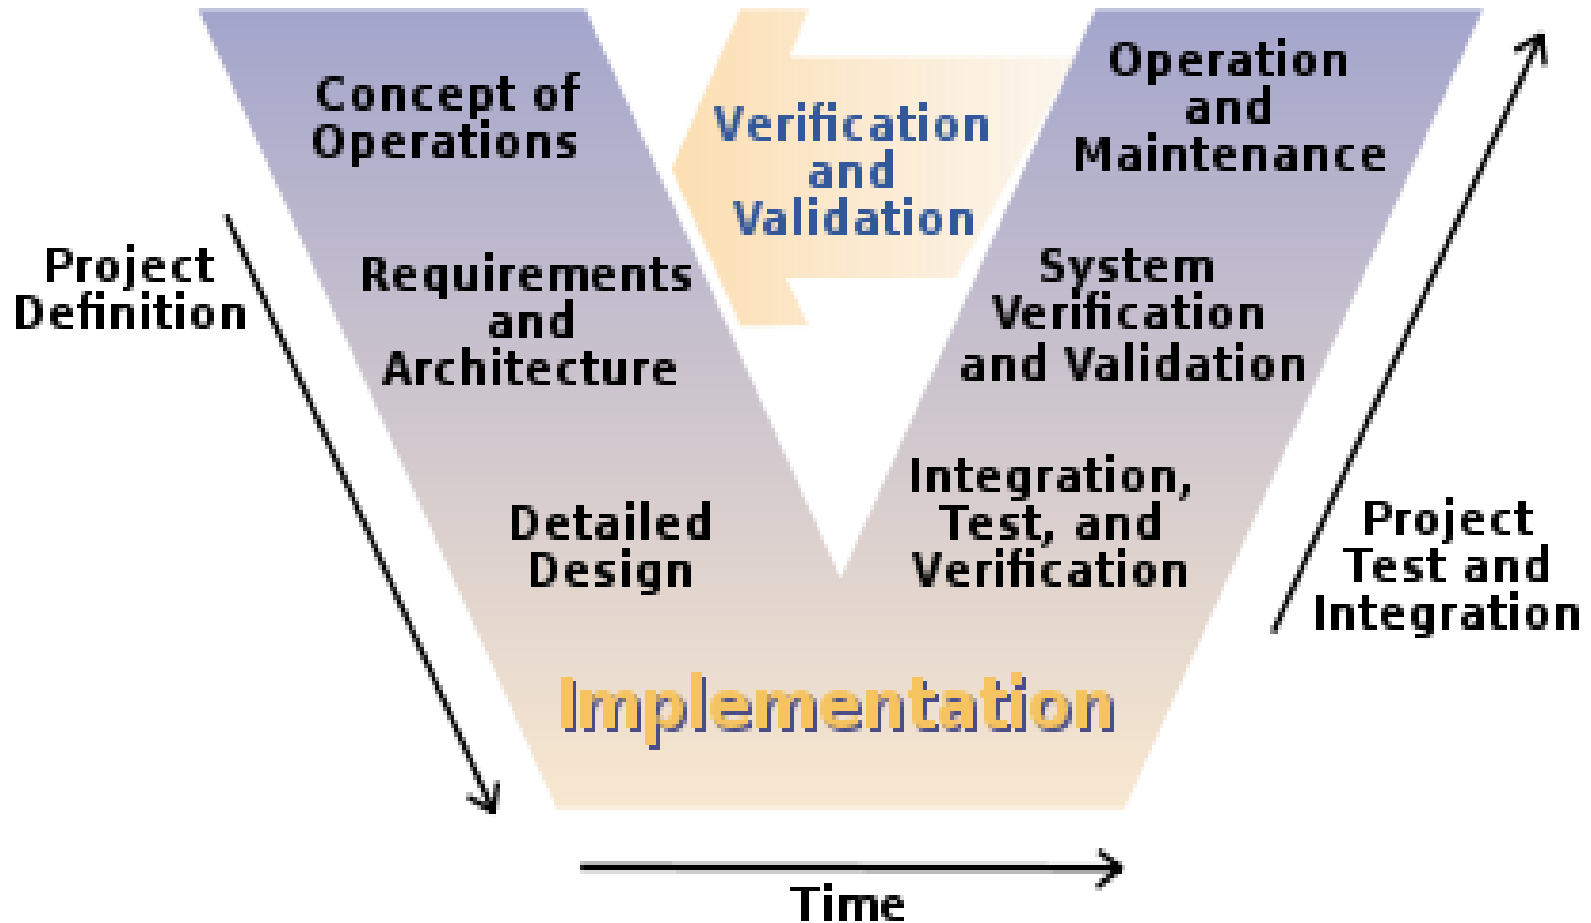 Concept of
Operations
Verification
and
Validation
Operation
and
Maintenance
Project
Definition
Requirements
and
Architecture
System
Verification
and Validation
Detailed
Design
Integration,
Test, and
Verification
Project
Test and
Integration
Implementation
Time